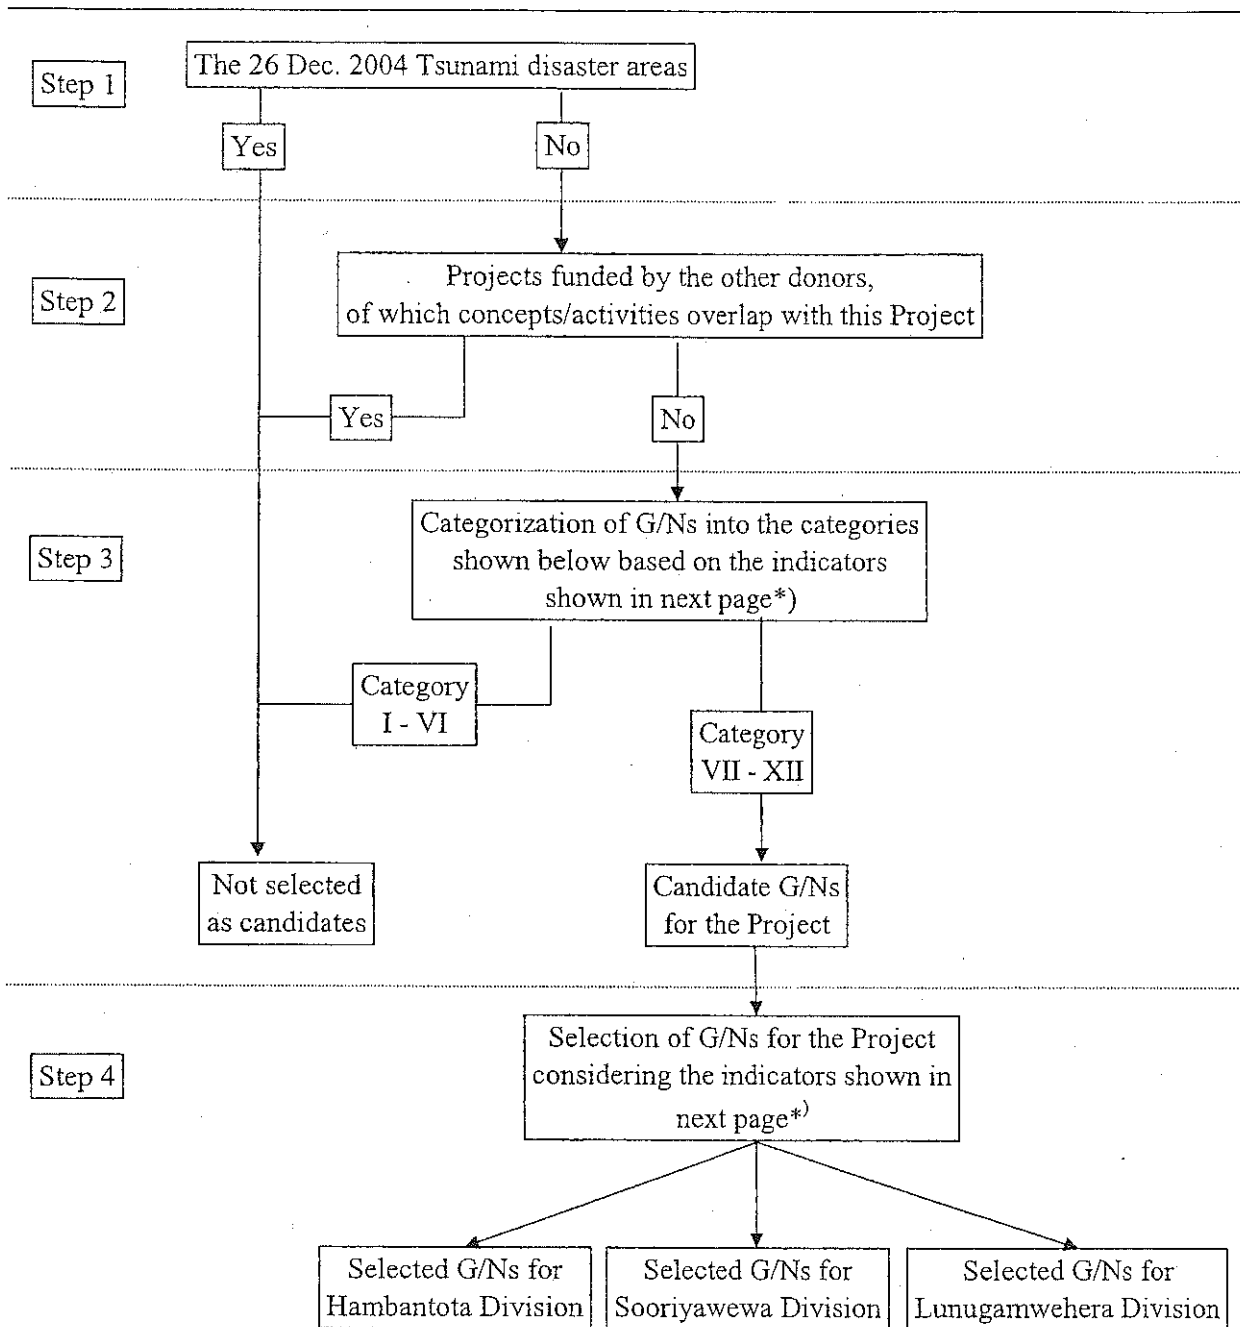 Step 1
The 26 Dec. 2004 Tsunami disaster areas
Yes
No
Step 2
Projects funded by the other donors,
of which concepts/activities overlap with this Project
Yes
No
Step 3
Categorization of G/Ns into the categories
shown below based on the indicators
shown in next page*)
Category
I - VI
Category
VII - XII
Not selected
as candidates
Candidate G/Ns
for the Project
Step 4
Selection of G/Ns for the Project
considering the indicators shown in
next page*)
Selected G/Ns for
Hambantota Division
Selected G/Ns for
Sooriyawewa Division
Selected G/Ns for
Lunugamwehera Division